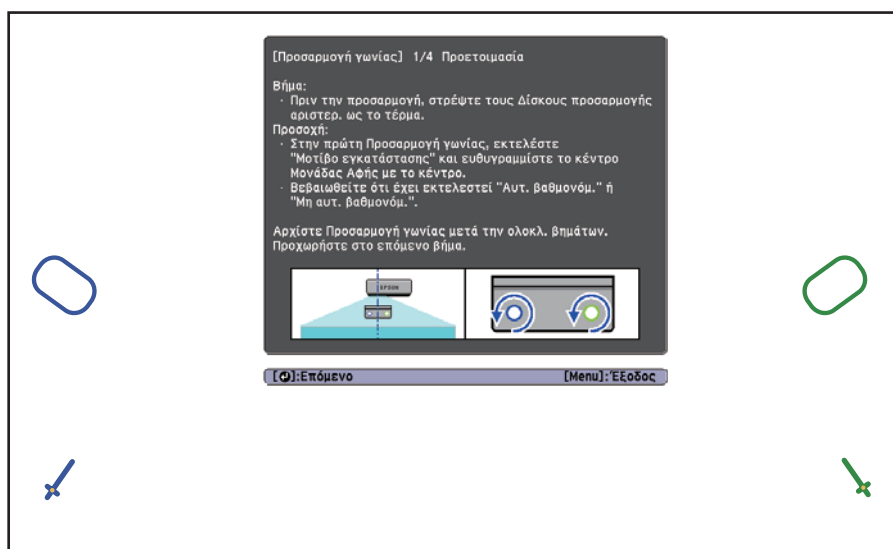 [Προσαρμογή γωνίας] 1/4 Προετοιμασία
Βήμα:
· Πριν την προσαρμογή, στρέψτε τους Δίσκους προσαρμογής
αριστερ. ως το τέρμα.
Προσοχή:
· Στην πρώτη Προσαρμογή γωνίας, εκτελέστε
"Μοτίβο εγκατάστασης" και ευθυγραμμίστε το κέντρο
Μονάδας Αφής με το κέντρο.
· Βεβαιωθείτε ότι έχει εκτελεστεί "Αυτ. βαθμονόμ." ή
"Μη αυτ. βαθμονόμ.".
Αρχίστε Προσαρμογή γωνίας μετά την ολοκλ. βημάτων.
Προχωρήστε στο επόμενο βήμα.
EPSON
[⏎]:Επόμενο [Menu]:Έξοδος